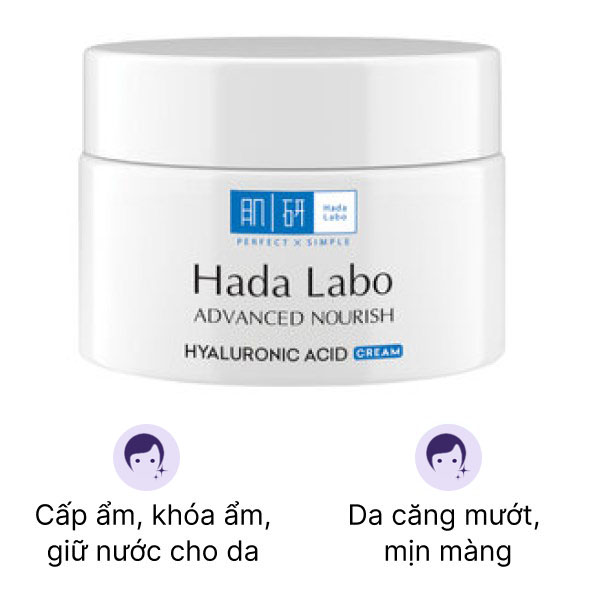 肌研
Hada
Labo
PERFECT X SIMPLE
Hada Labo
ADVANCED NOURISH
HYALURONIC ACID CREAM
Cấp ẩm, khóa ẩm,
giữ nước cho da
Da căng mướt,
mịn màng